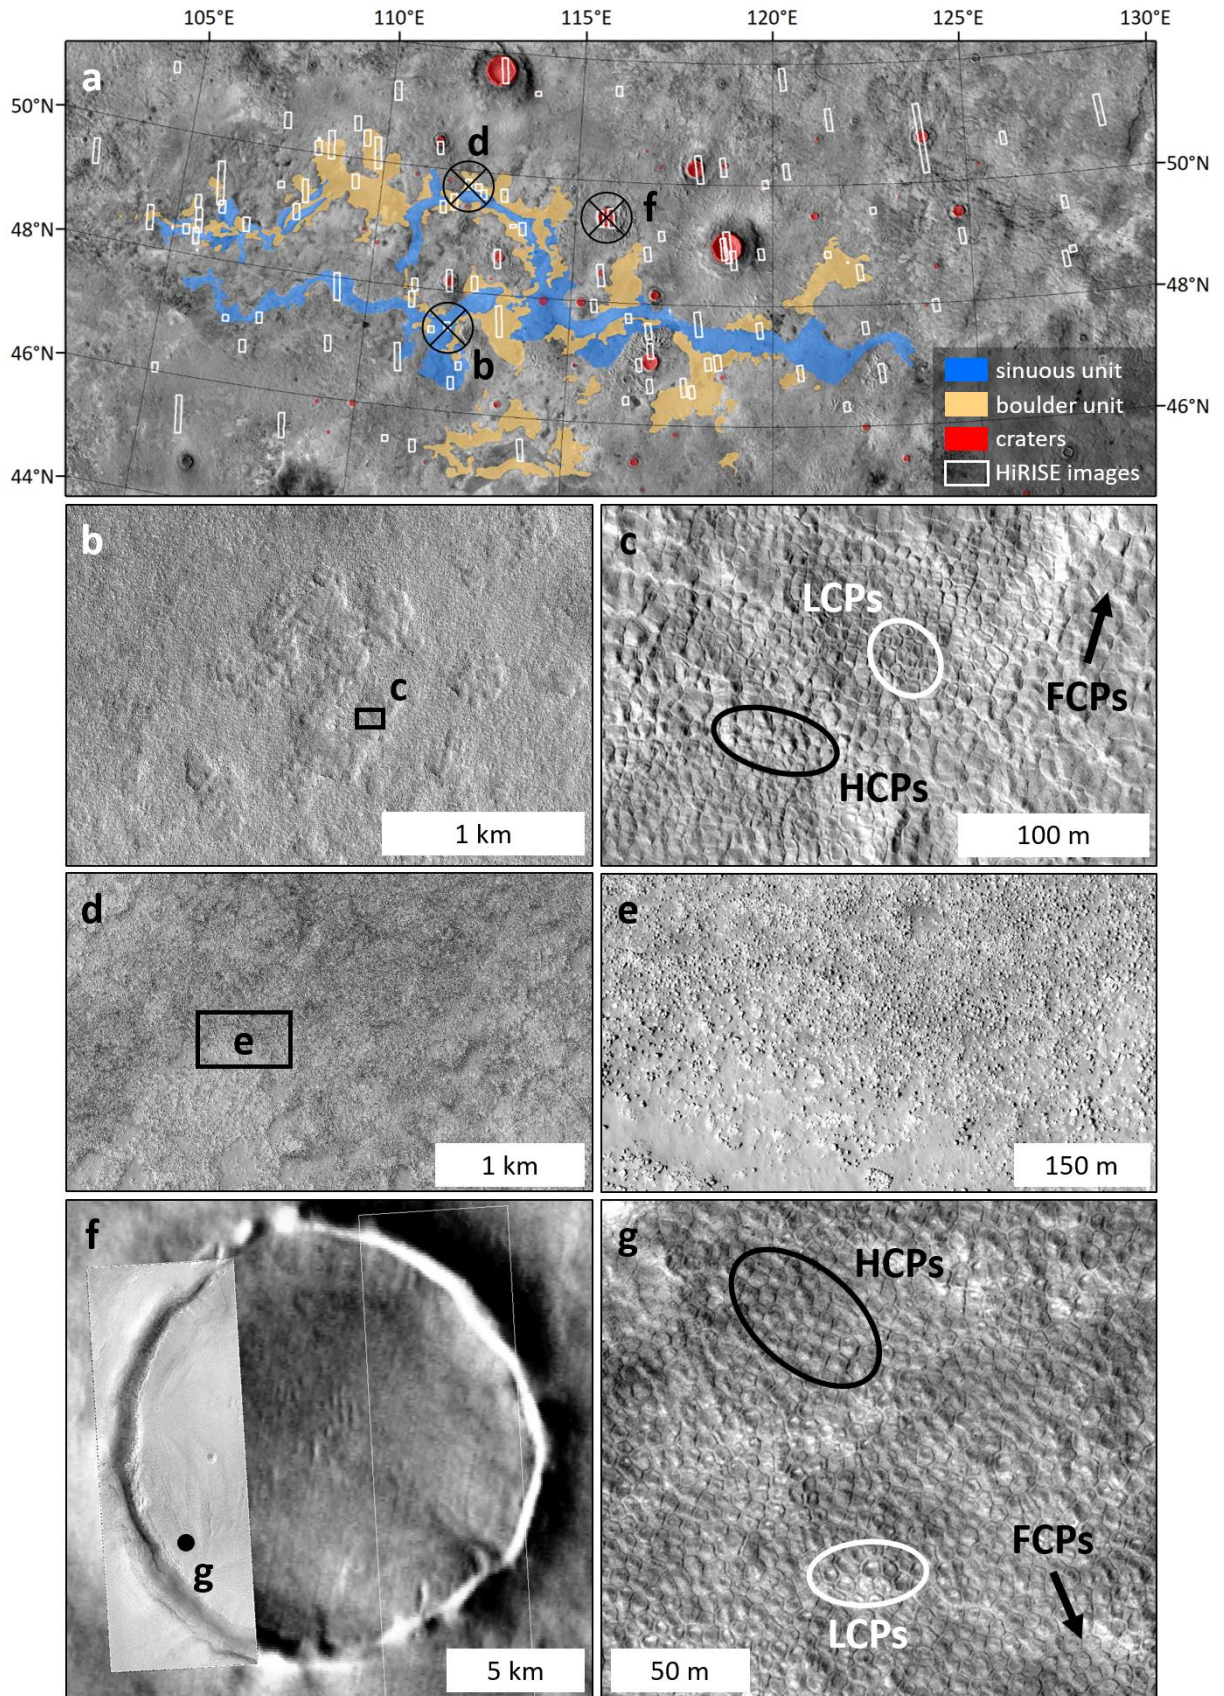 105°E 110°E 115°E 120°E 125°E 130°E
a
50°N
48°N
46°N
44°N
d
f
b
50°N
48°N
46°N
sinuous unit
boulder unit
craters
HiRISE images
b
c
1 km
c
LCPs
FCPs
HCPs
100 m
d
e
1 km
e
150 m
f
g
5 km
g
HCPs
FCPs
LCPs
50 m